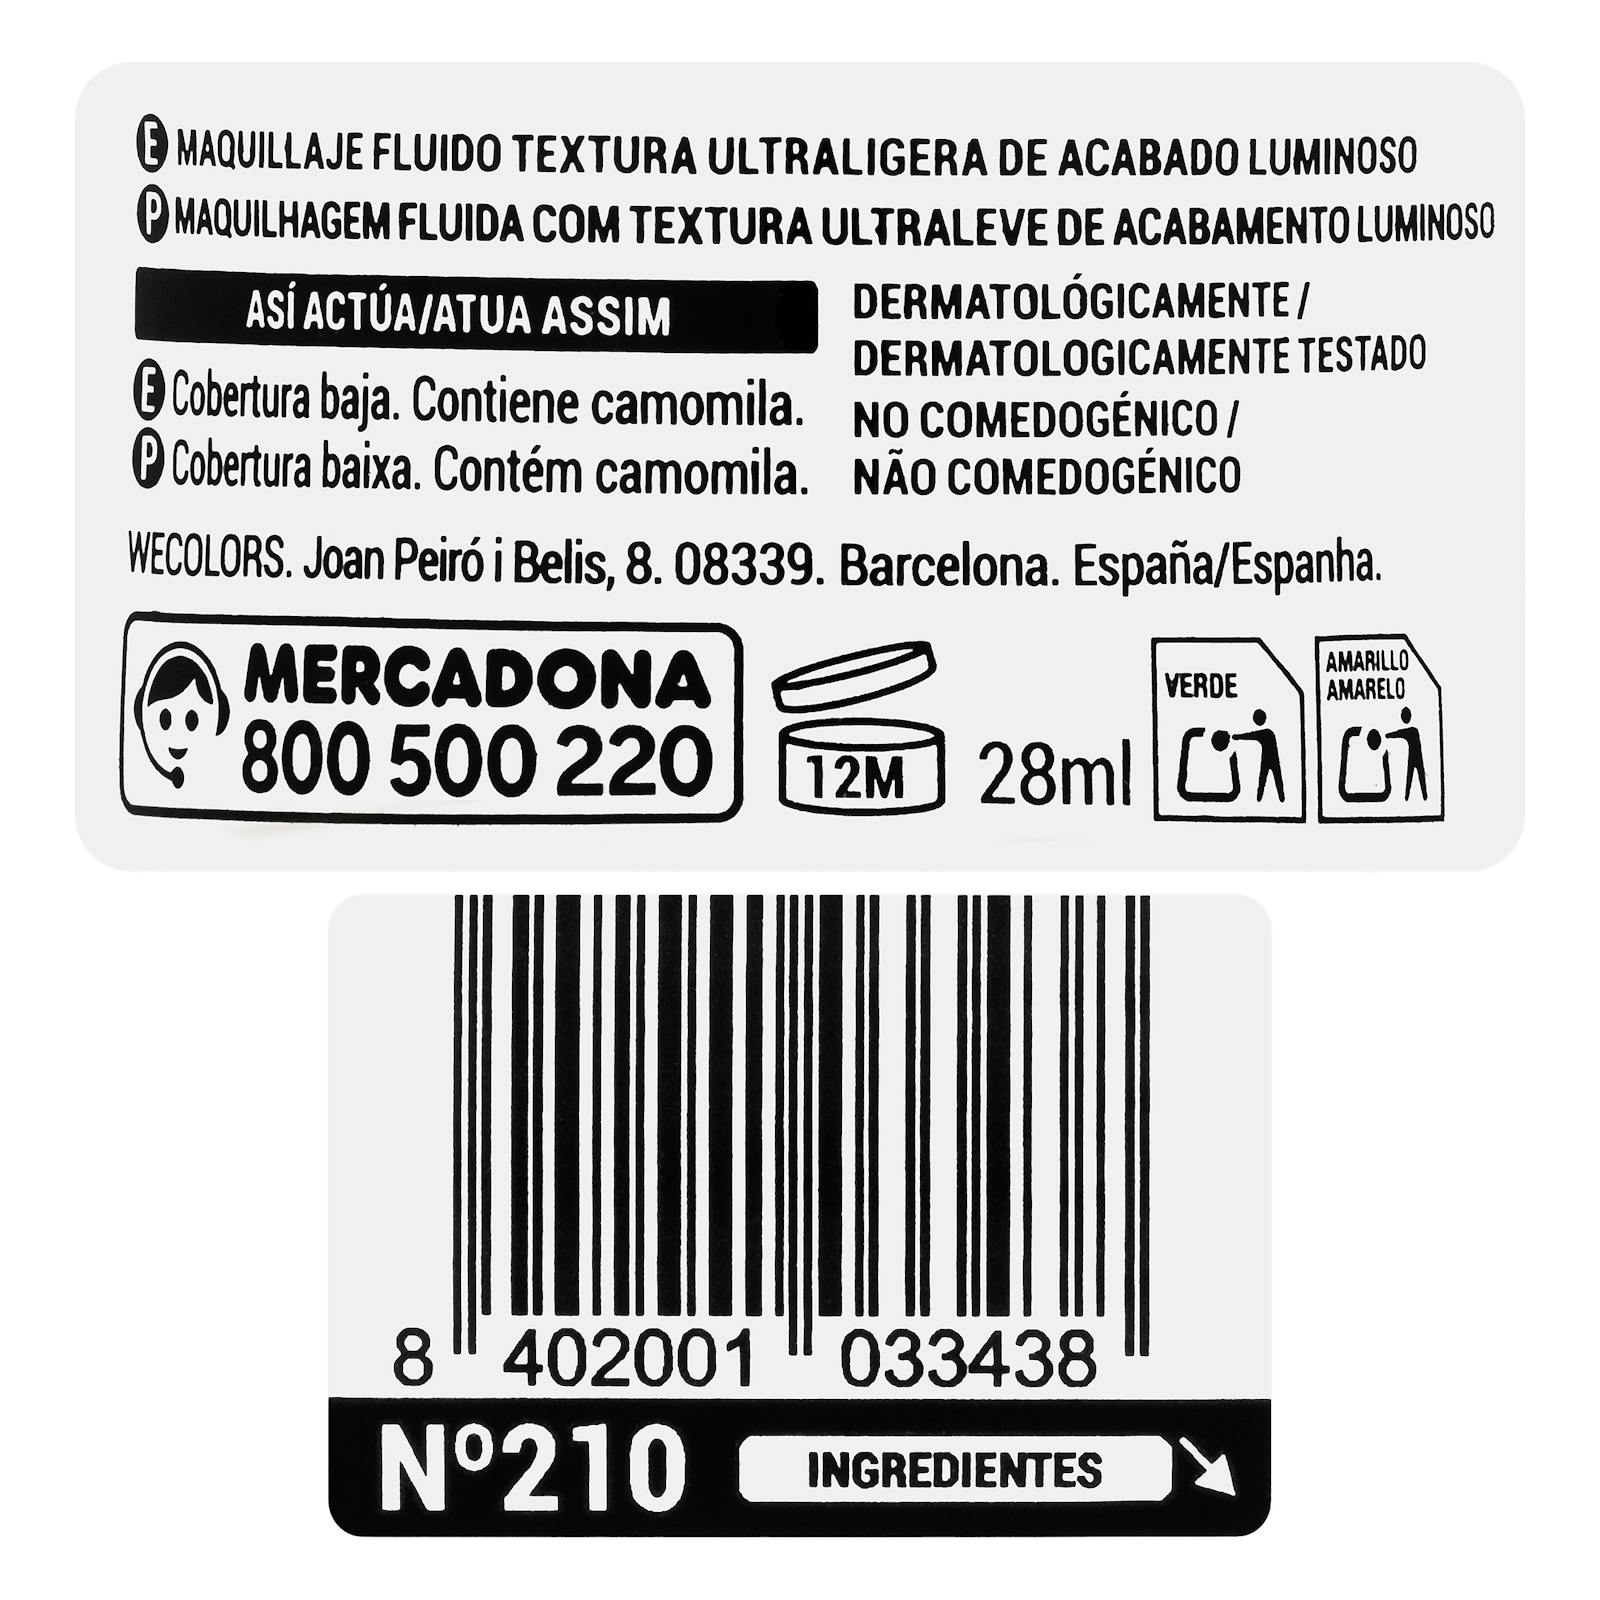 E MAQUILLAJE FLUIDO TEXTURA ULTRALIGERA DE ACABADO LUMINOSO
P MAQUILHAGEM FLUIDA COM TEXTURA ULTRALEVE DE ACABAMENTO LUMINOSO
ASÍ ACTÚA/ATUA ASSIM
E Cobertura baja. Contiene camomila.
P Cobertura baixa. Contém camomila.
DERMATOLÓGICAMENTE /
DERMATOLOGICAMENTE TESTADO
NO COMEDOGÉNICO /
NÃO COMEDOGÉNICO
WECOLORS. Joan Peiró i Belis, 8. 08339. Barcelona. España/Espanha.
MERCADONA
800 500 220
12M
28ml
VERDE
AMARILLO
AMARELO
8 402001 033438
Nº210
INGREDIENTES